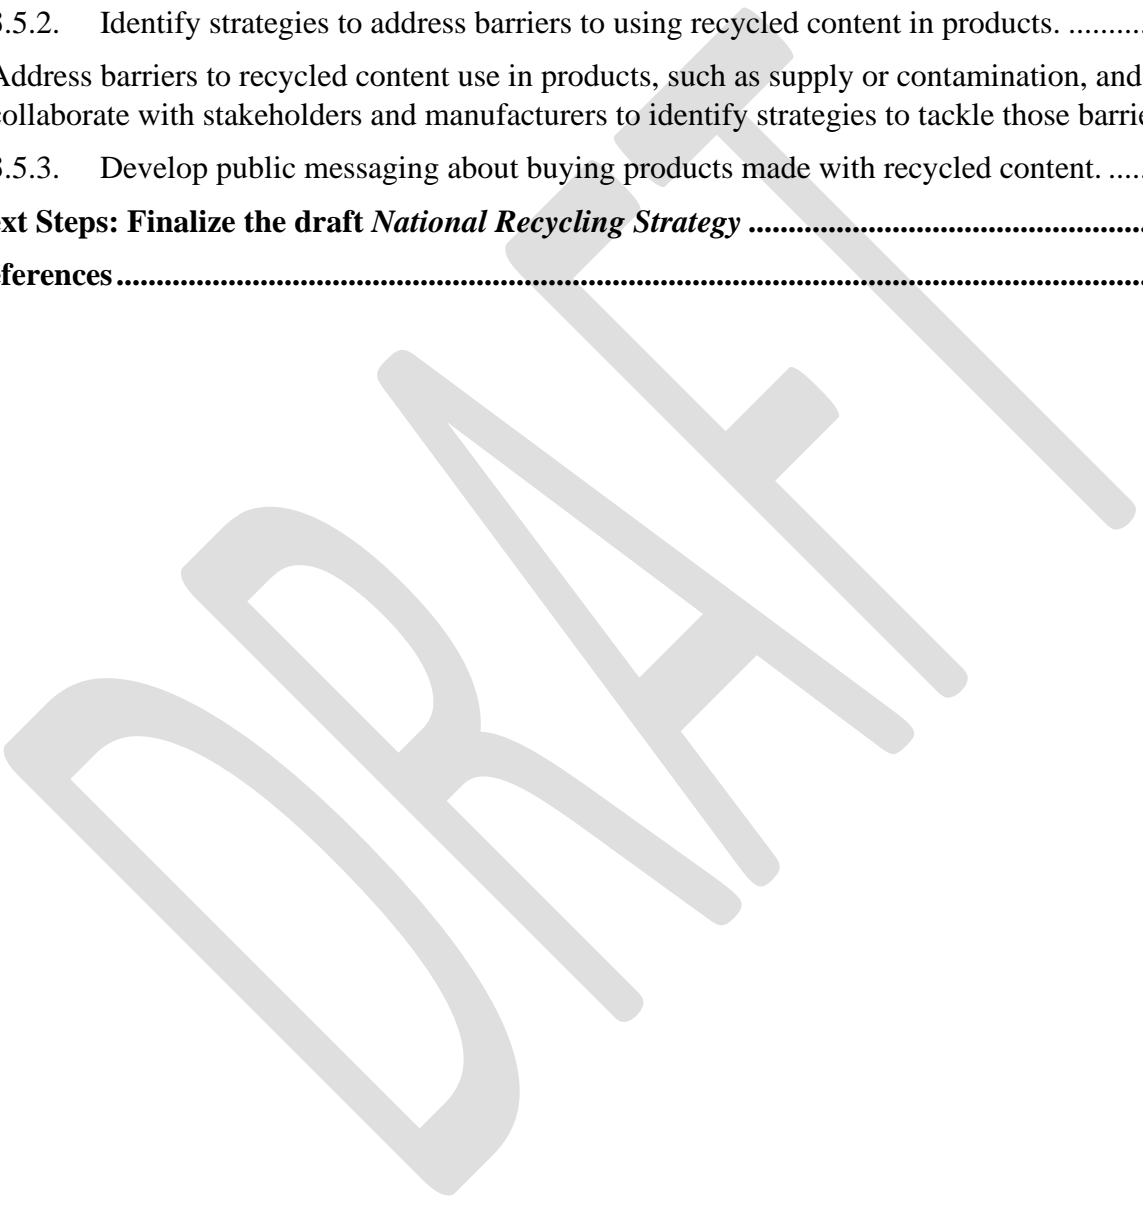 3.5.2. Identify strategies to address barriers to using recycled content in products. ..........
Address barriers to recycled content use in products, such as supply or contamination, and
collaborate with stakeholders and manufacturers to identify strategies to tackle those barrie
3.5.3. Develop public messaging about buying products made with recycled content. .....
ext Steps: Finalize the draft National Recycling Strategy ..................................................
eferences ..................................................................................................................................
DRAFT